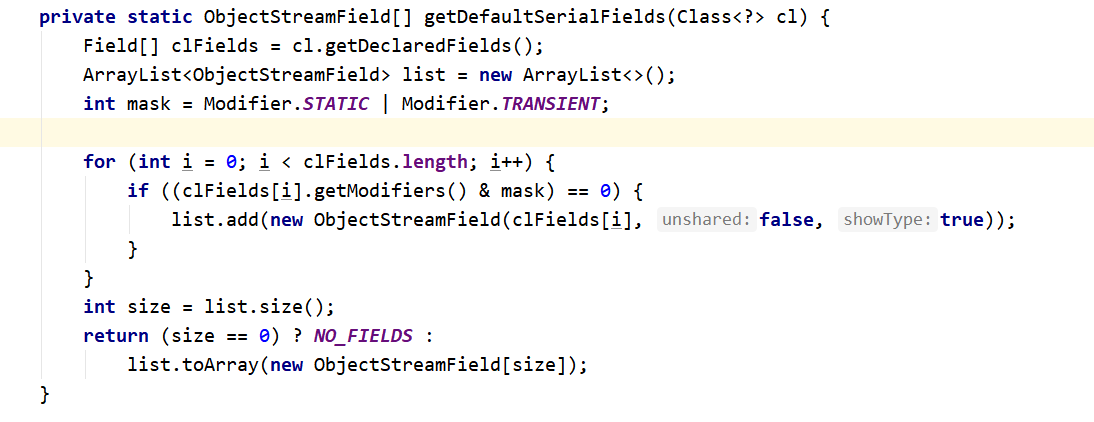 private static ObjectStreamField[] getDefaultSerialFields(Class<?> cl) {
    Field[] clFields = cl.getDeclaredFields();
    ArrayList<ObjectStreamField> list = new ArrayList<>();
    int mask = Modifier.STATIC | Modifier.TRANSIENT;

    for (int i = 0; i < clFields.length; i++) {
        if ((clFields[i].getModifiers() & mask) == 0) {
            list.add(new ObjectStreamField(clFields[i], unshared: false, showType: true));
        }
    }
    int size = list.size();
    return (size == 0) ? NO_FIELDS :
        list.toArray(new ObjectStreamField[size]);
}